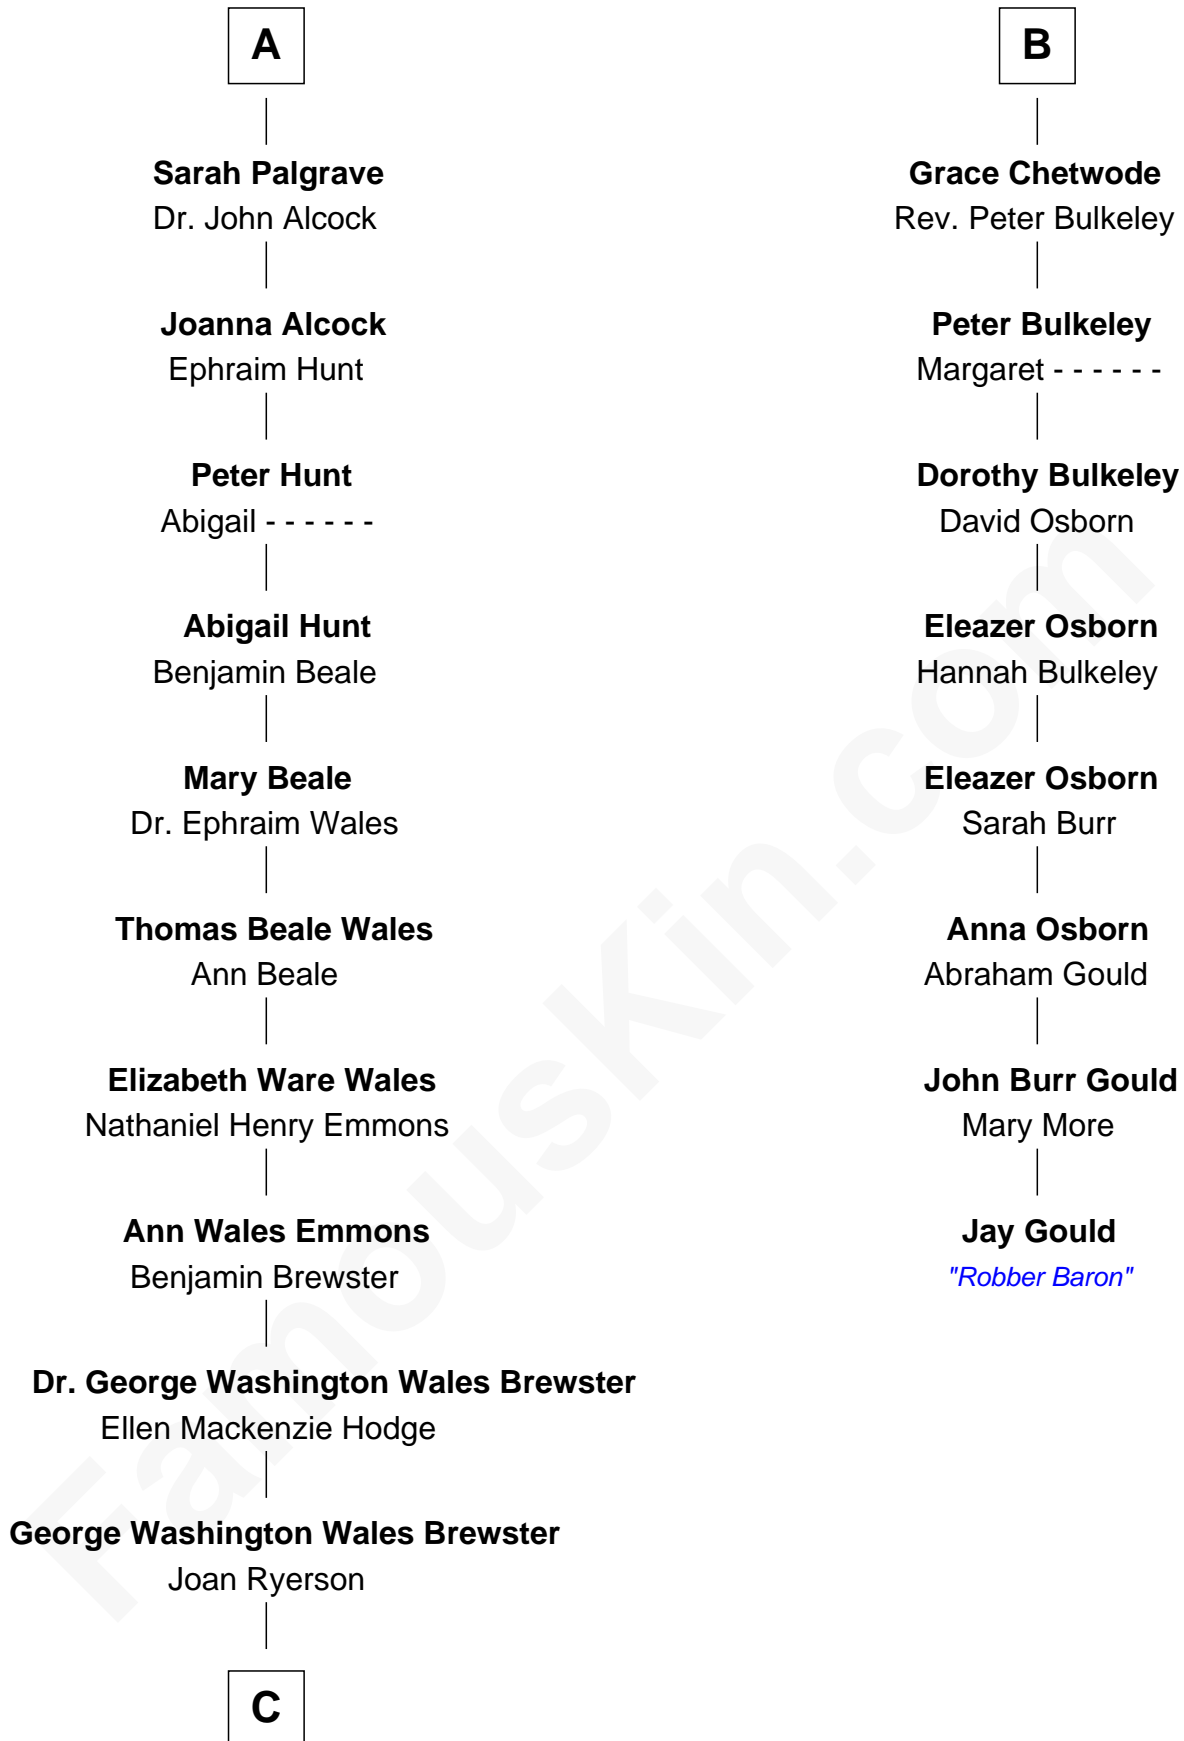 A
Sarah Palgrave
Dr. John Alcock
Joanna Alcock
Ephraim Hunt
Peter Hunt
Abigail - - - - - -
Abigail Hunt
Benjamin Beale
Mary Beale
Dr. Ephraim Wales
Thomas Beale Wales
Ann Beale
Elizabeth Ware Wales
Nathaniel Henry Emmons
Ann Wales Emmons
Benjamin Brewster
Dr. George Washington Wales Brewster
Ellen Mackenzie Hodge
George Washington Wales Brewster
Joan Ryerson
C
B
Grace Chetwode
Rev. Peter Bulkeley
Peter Bulkeley
Margaret - - - - - -
Dorothy Bulkeley
David Osborn
Eleazer Osborn
Hannah Bulkeley
Eleazer Osborn
Sarah Burr
Anna Osborn
Abraham Gould
John Burr Gould
Mary More
Jay Gould
"Robber Baron"
FamousKin.com